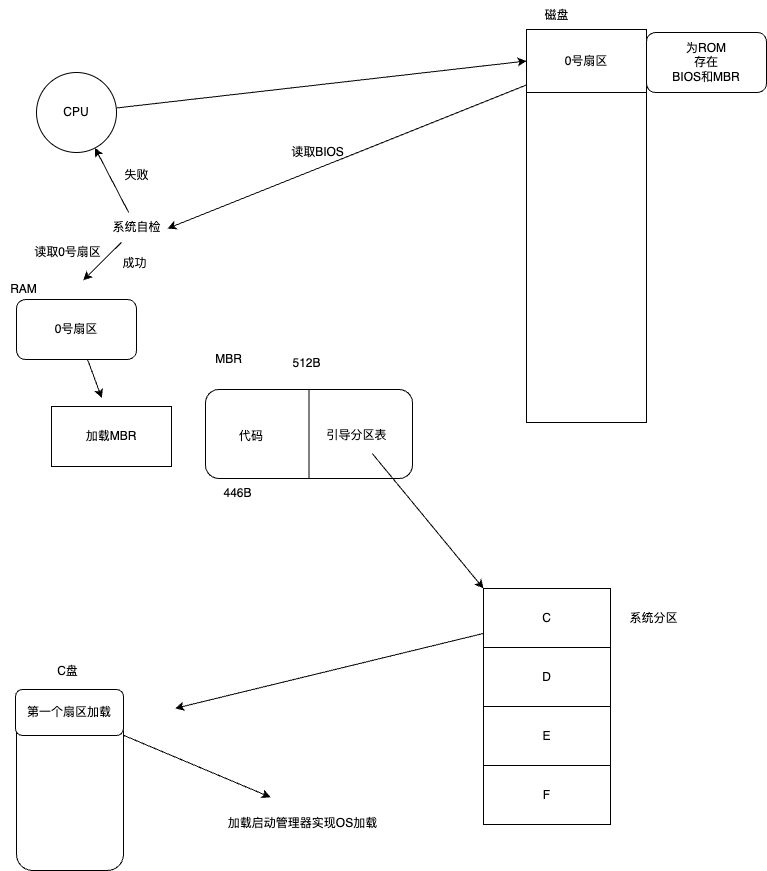 磁盘
0号扇区
为ROM
存在
BIOS和MBR
CPU
读取BIOS
失败
系统自检
读取0号扇区
成功
RAM
0号扇区
MBR
512B
加载MBR
代码
引导分区表
446B
C
系统分区
D
E
F
C盘
第一个扇区加载
加载启动管理器实现OS加载